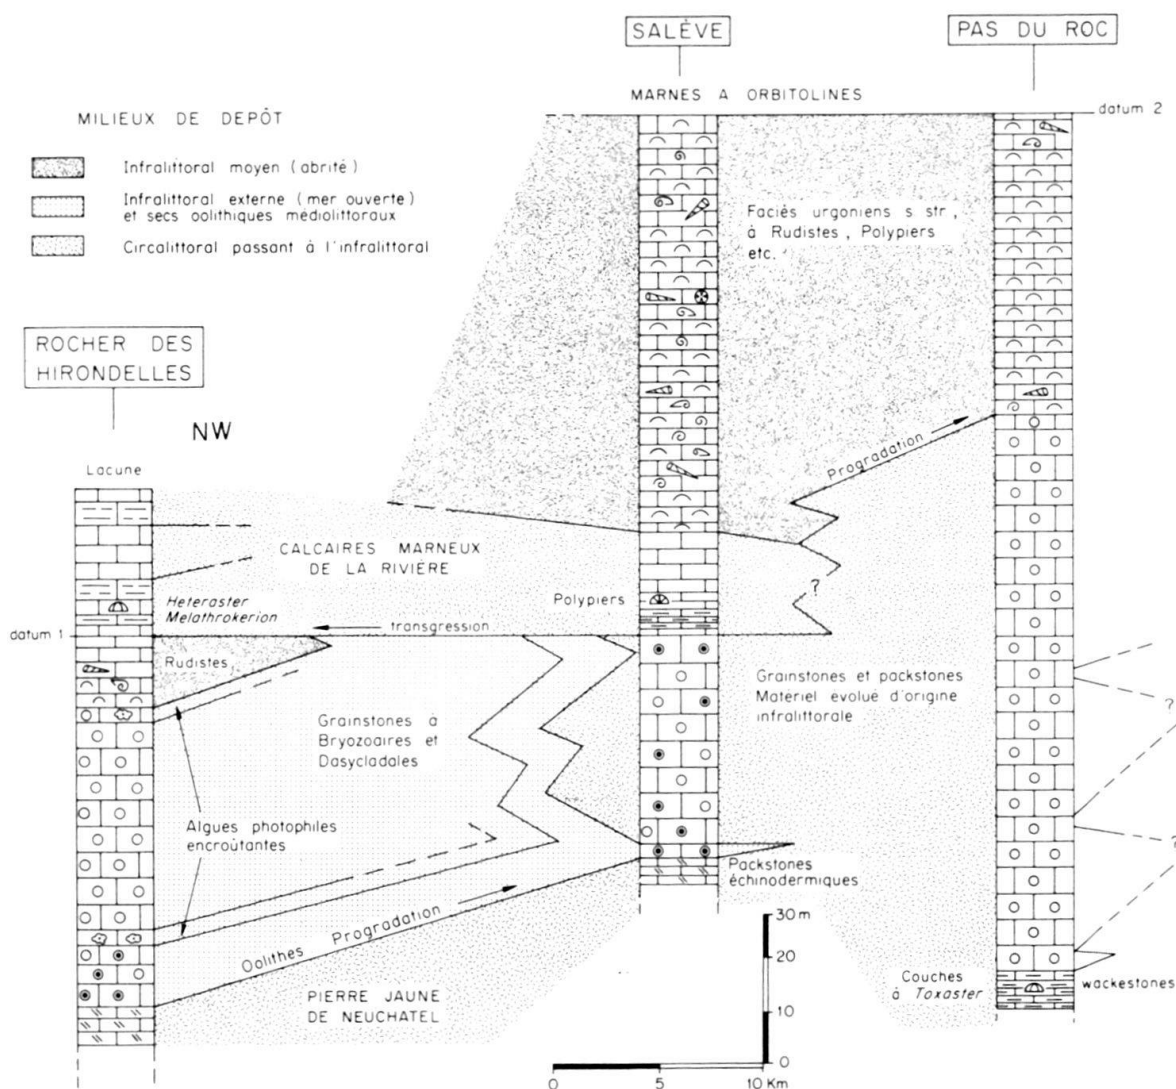 SALÈVE
PAS DU ROC
MARNES A ORBITOLINES
datum 2
MILIEUX DE DEPÔT
Infralittoral moyen (abrité)
Infralittoral externe (mer ouverte)
et secs oolithiques médiolittoraux
Circalittoral passant à l'infralittoral
Faciès urgoniens s str,
à Rudistes, Polypiers
etc.
ROCHER DES
HIRONDELLES
NW
Lacune
Progradation
CALCAIRES MARNEUX
DE LA RIVIÈRE
Heteraster
Melathrokerion
Polypiers
?
datum 1
transgression
Rudistes
Grainstones à
Bryozoaires et
Dasycladales
Grainstones et packstones
Matériel évolué d'origine
infralittorale
?
Algues photophiles
encroûtantes
?
Packstones
échinodermiques
Oolithes Progradation
PIERRE JAUNE
DE NEUCHATEL
30 m
20
10
0
0 5 10 Km
Couches
à Toxaster
wackestones